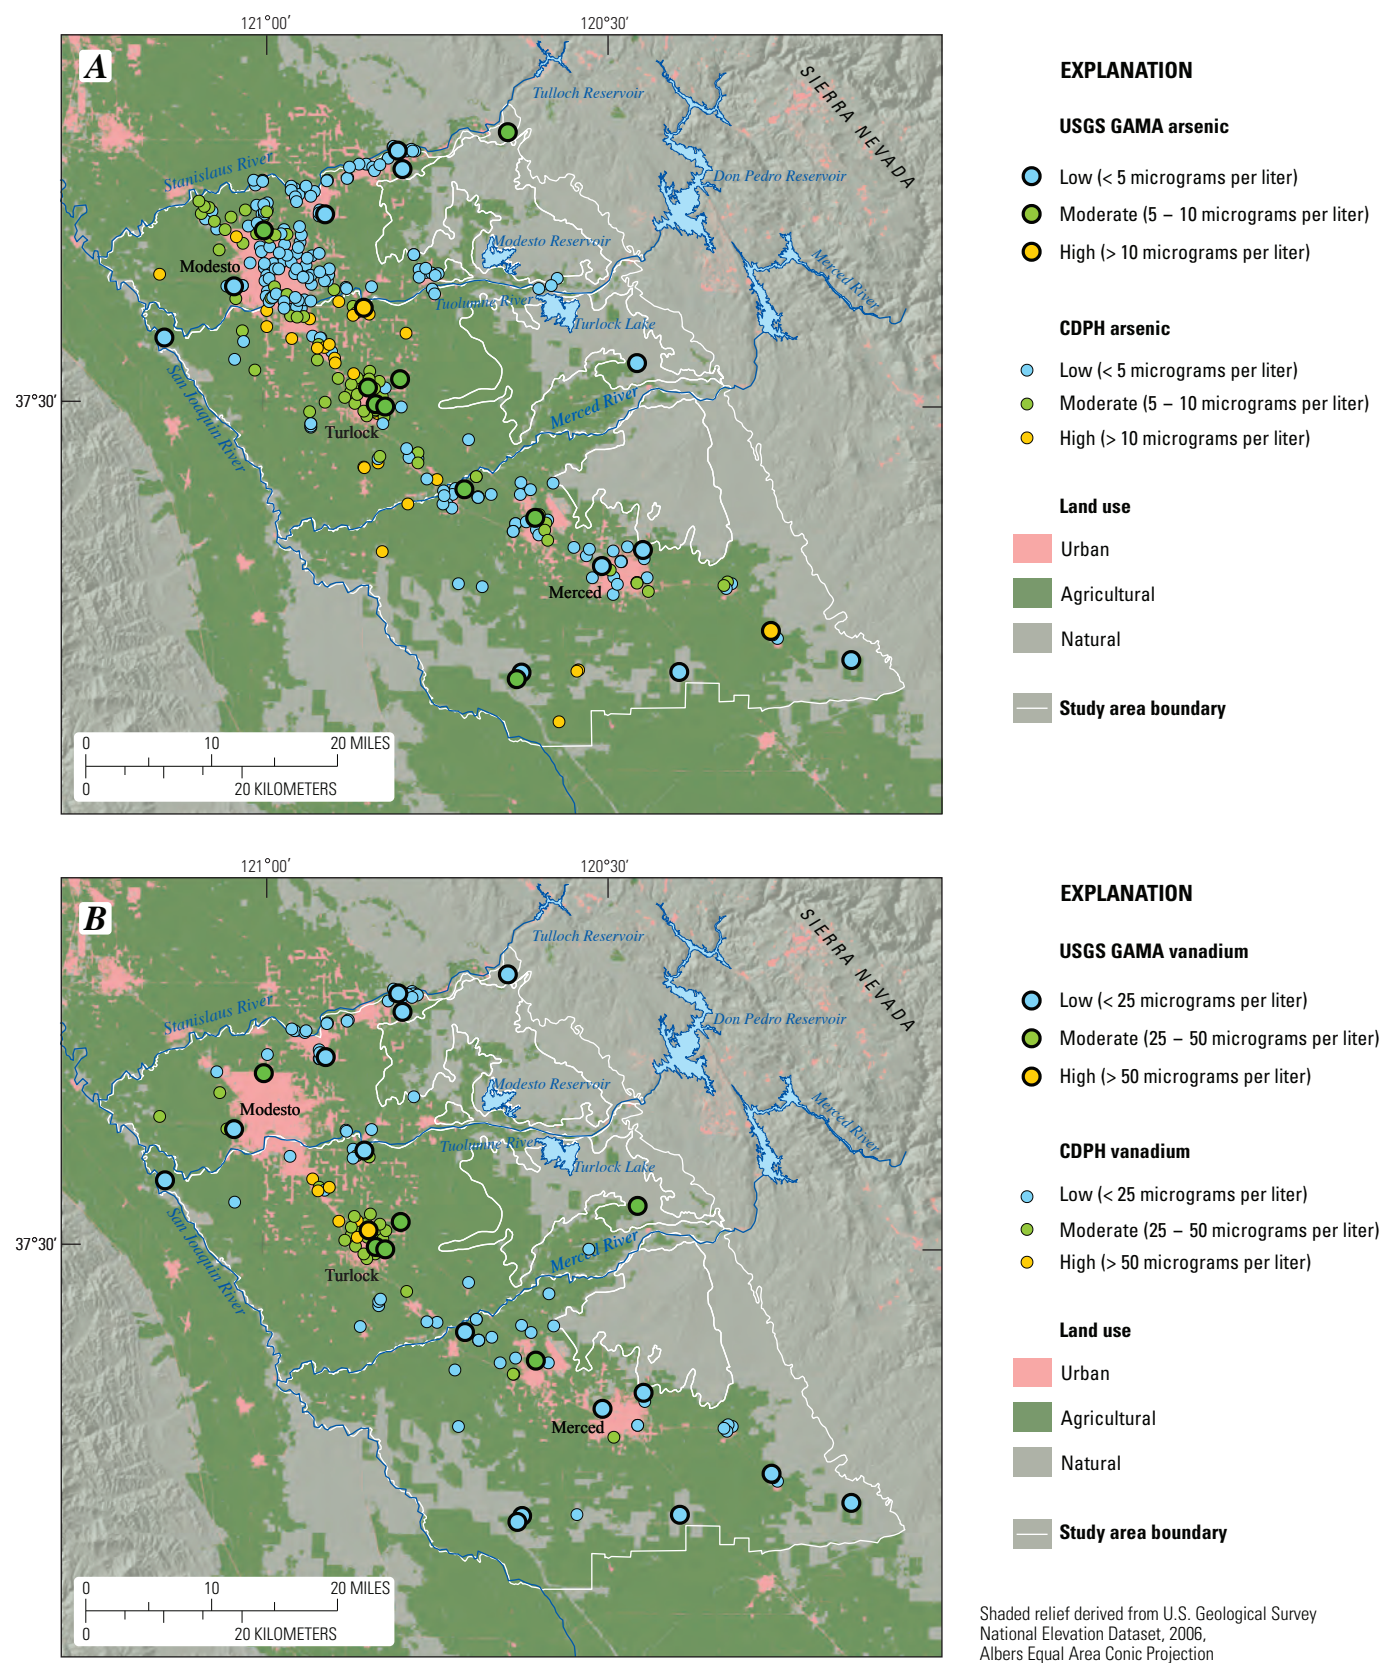 121°00′ 120°30′
A
Tulloch Reservoir
SIERRA NEVADA
Stanislaus River
Don Pedro Reservoir
Modesto Reservoir
Modesto
Merced River
Tuolumne River
Turlock Lake
San Joaquin River
37°30′
Merced River
Turlock
Merced
0 10 20 MILES
0 20 KILOMETERS
EXPLANATION
USGS GAMA arsenic
Low (< 5 micrograms per liter)
Moderate (5 – 10 micrograms per liter)
High (> 10 micrograms per liter)
CDPH arsenic
Low (< 5 micrograms per liter)
Moderate (5 – 10 micrograms per liter)
High (> 10 micrograms per liter)
Land use
Urban
Agricultural
Natural
Study area boundary
121°00′ 120°30′
B
Tulloch Reservoir
SIERRA NEVADA
Stanislaus River
Don Pedro Reservoir
Modesto Reservoir
Modesto
Merced River
Tuolumne River
Turlock Lake
San Joaquin River
37°30′
Merced River
Turlock
Merced
0 10 20 MILES
0 20 KILOMETERS
EXPLANATION
USGS GAMA vanadium
Low (< 25 micrograms per liter)
Moderate (25 – 50 micrograms per liter)
High (> 50 micrograms per liter)
CDPH vanadium
Low (< 25 micrograms per liter)
Moderate (25 – 50 micrograms per liter)
High (> 50 micrograms per liter)
Land use
Urban
Agricultural
Natural
Study area boundary
Shaded relief derived from U.S. Geological Survey
National Elevation Dataset, 2006,
Albers Equal Area Conic Projection